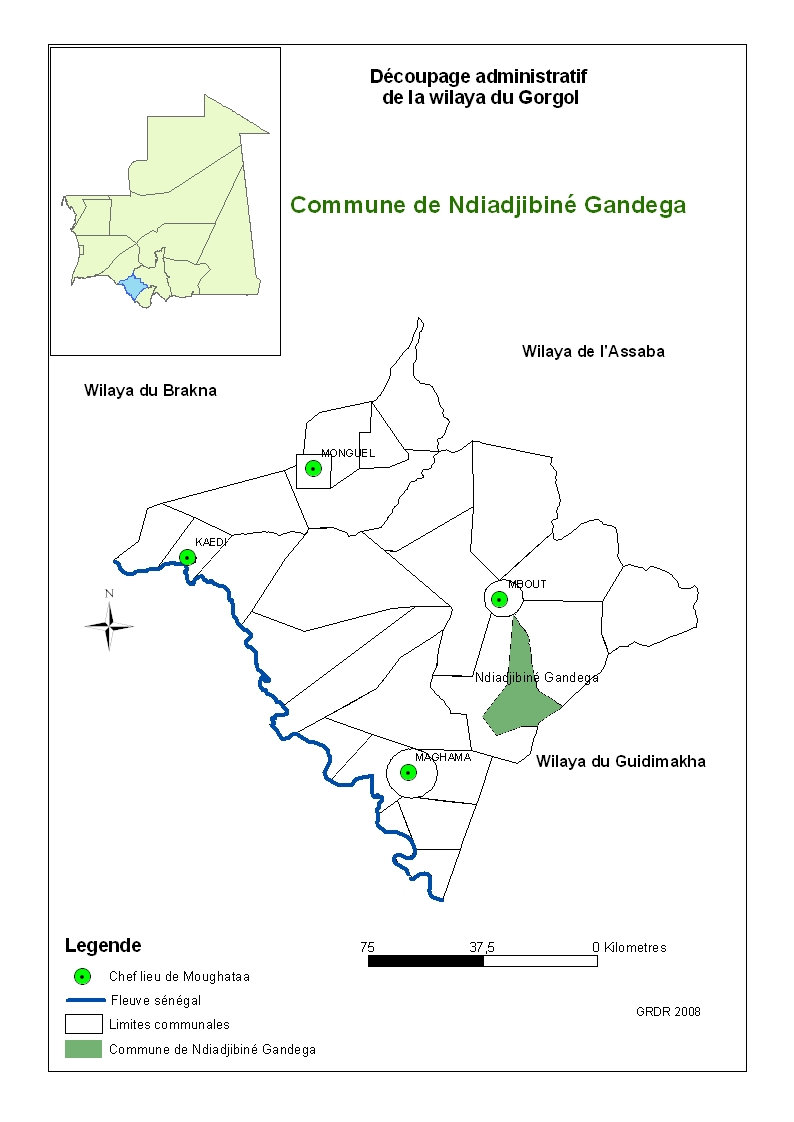 Découpage administratif
de la wilaya du Gorgol
Commune de Ndiadjibiné Gandega
Wilaya de l'Assaba
Wilaya du Brakna
MONGUEL
KAEDI
N
MBOUT
Ndiadjibiné Gandega
MAGHAMA
Wilaya du Guidimakha
Legende
75 37,5 0 Kilometres
Chef lieu de Moughataa
Fleuve sénégal
GRDR 2008
Limites communales
Commune de Ndiadjibiné Gandega